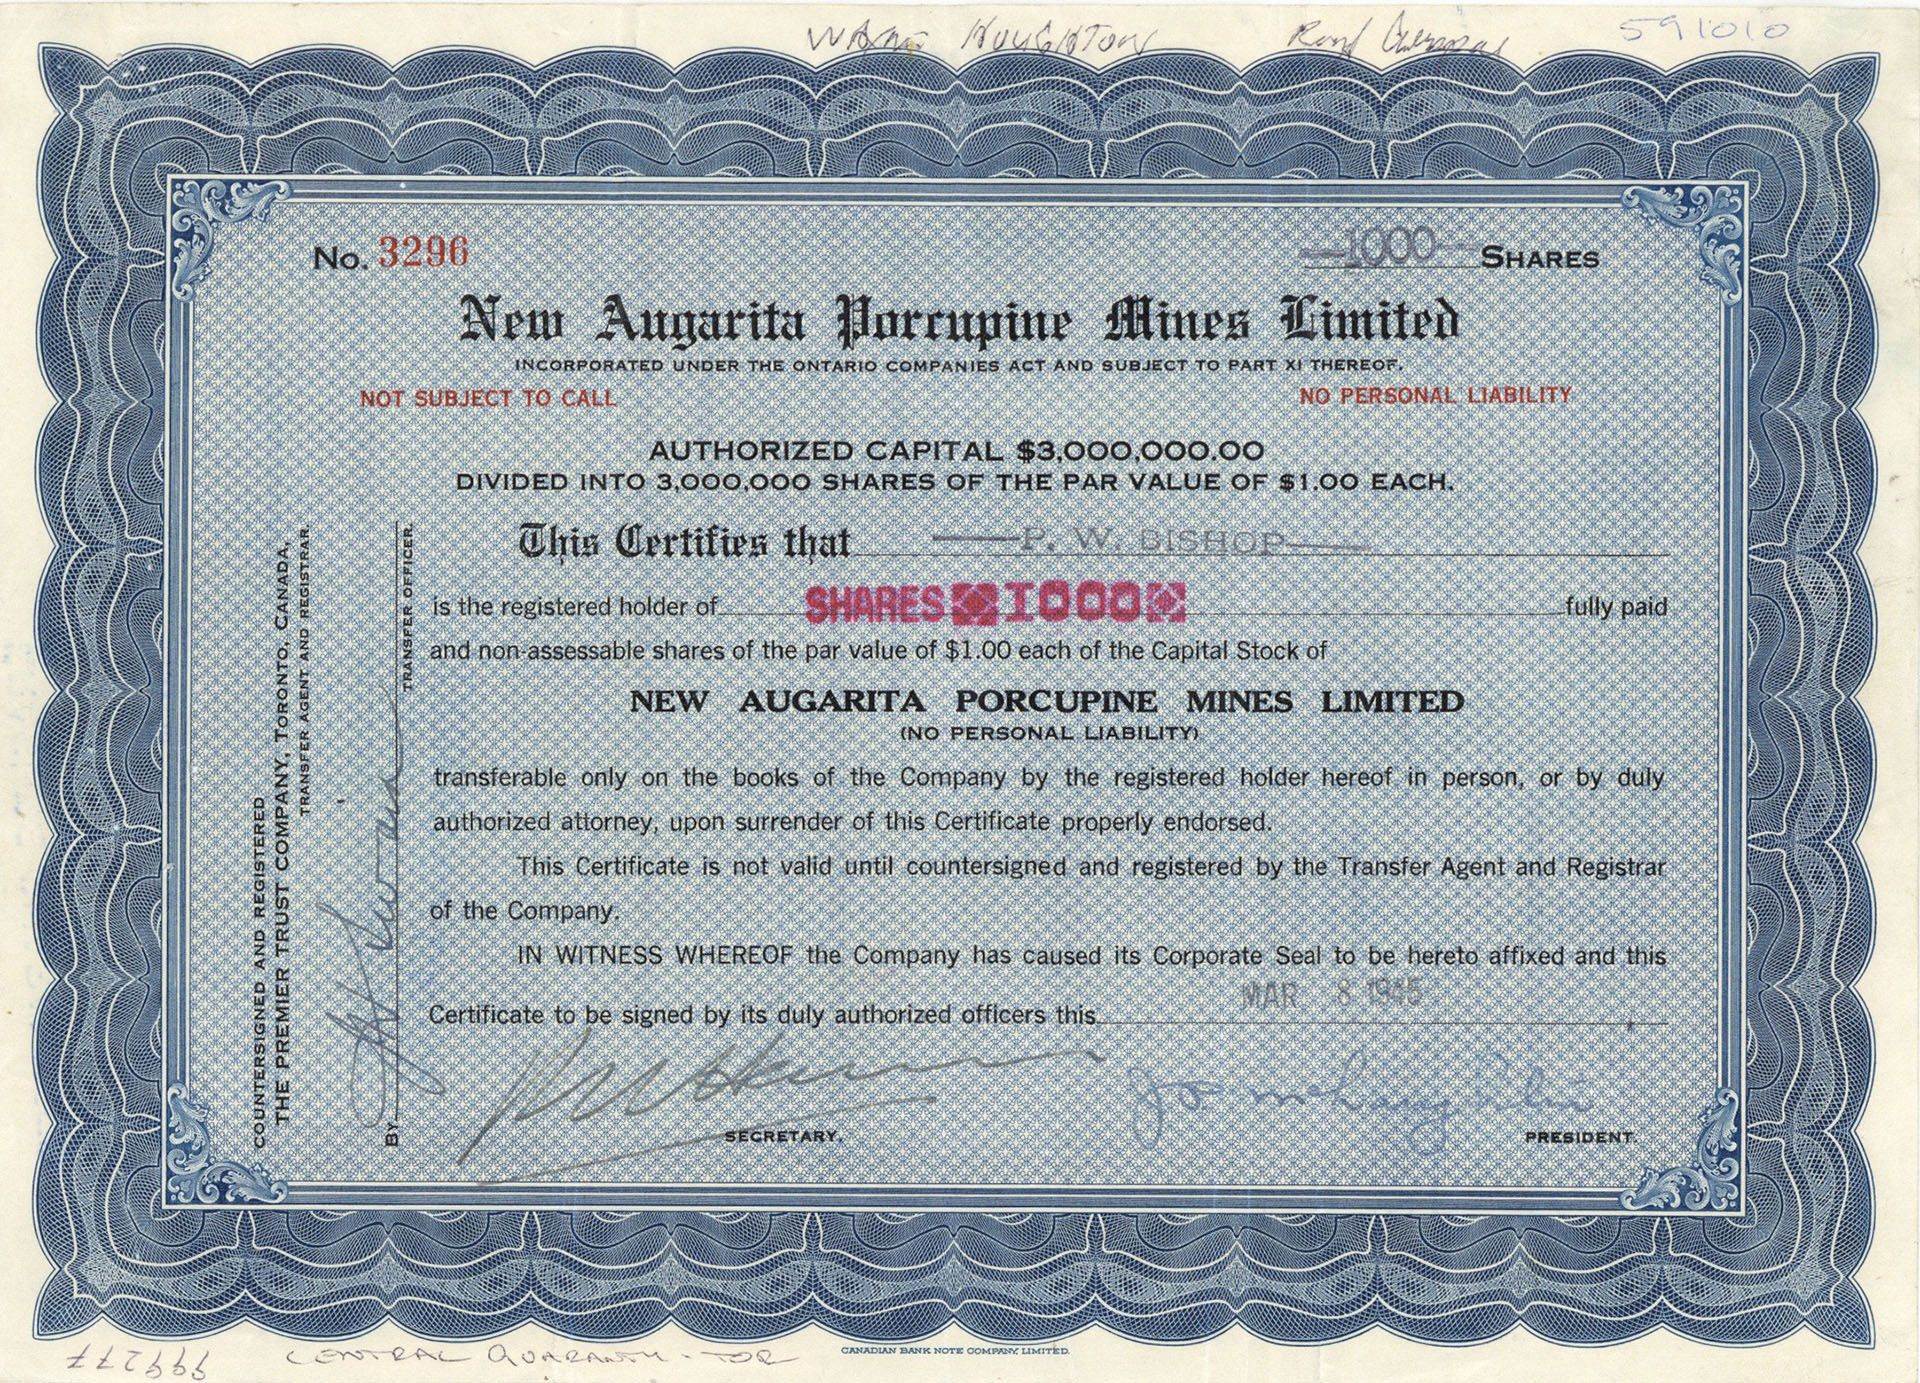 HOUGHTON 591010
No. 3296
—1000— SHARES
New Augarita Porcupine Mines Limited
INCORPORATED UNDER THE ONTARIO COMPANIES ACT AND SUBJECT TO PART XI THEREOF.
NOT SUBJECT TO CALL
NO PERSONAL LIABILITY
AUTHORIZED CAPITAL $3,000,000.00
DIVIDED INTO 3,000,000 SHARES OF THE PAR VALUE OF $1.00 EACH.
This Certifies that —P. W. BISHOP—
is the registered holder of SHARES 1000 fully paid
and non-assessable shares of the par value of $1.00 each of the Capital Stock of
NEW AUGARITA PORCUPINE MINES LIMITED
(NO PERSONAL LIABILITY)
transferable only on the books of the Company by the registered holder hereof in person, or by duly
authorized attorney, upon surrender of this Certificate properly endorsed.
This Certificate is not valid until countersigned and registered by the Transfer Agent and Registrar
of the Company.
IN WITNESS WHEREOF the Company has caused its Corporate Seal to be hereto affixed and this
Certificate to be signed by its duly authorized officers this MAR 8 1945
SECRETARY.
PRESIDENT.
COUNTERSIGNED AND REGISTERED
THE PREMIER TRUST COMPANY, TORONTO, CANADA,
TRANSFER AGENT AND REGISTRAR.
BY
TRANSFER OFFICER.
CENTRAL - TOR
CANADIAN BANK NOTE COMPANY, LIMITED.